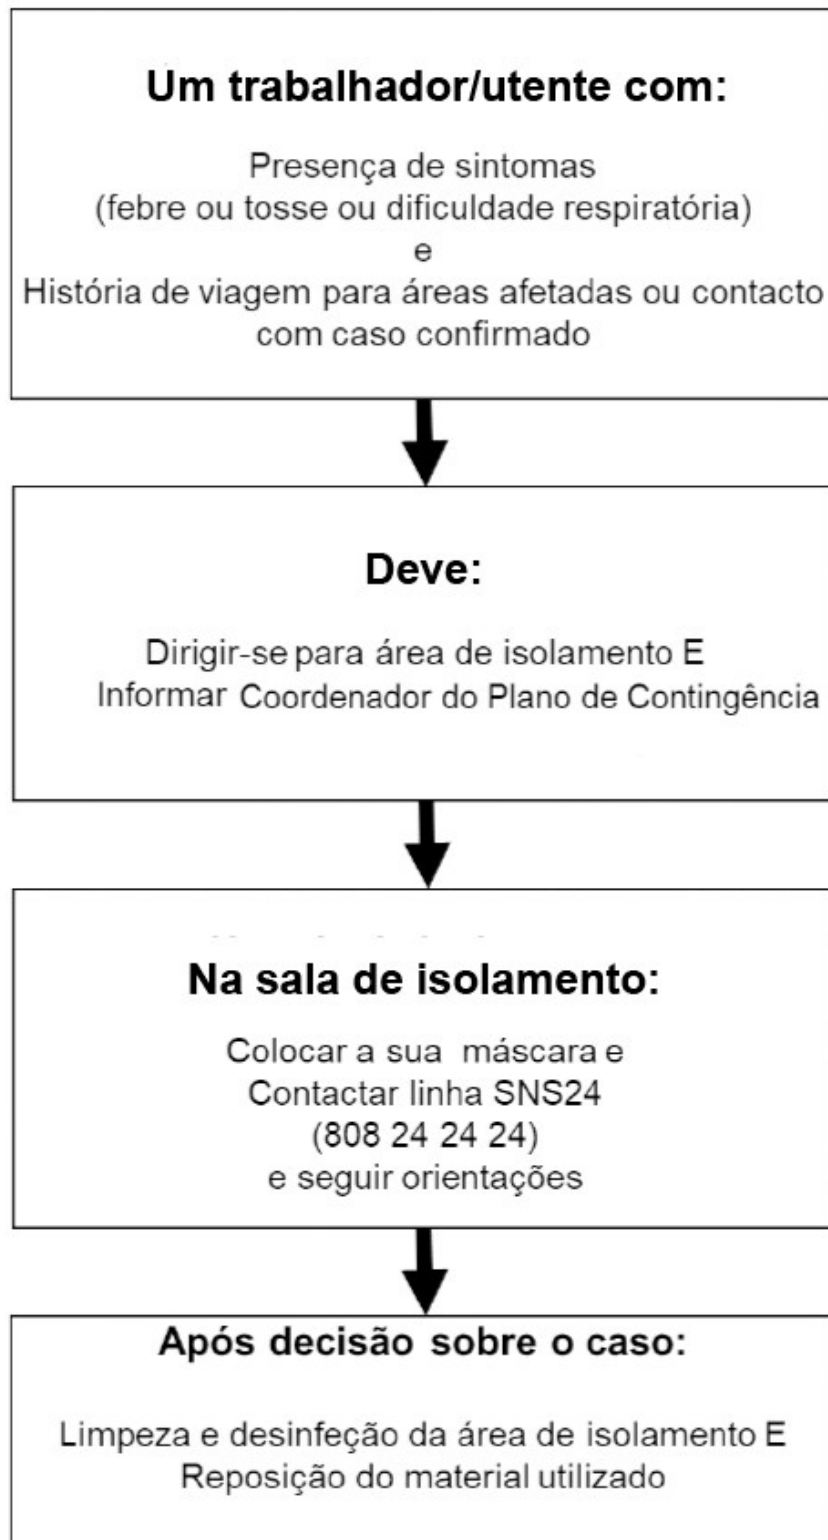 Um trabalhador/utente com:
Presença de sintomas
(febre ou tosse ou dificuldade respiratória)
e
História de viagem para áreas afetadas ou contacto
com caso confirmado
Deve:
Dirigir-se para área de isolamento E
Informar Coordenador do Plano de Contingência
Na sala de isolamento:
Colocar a sua máscara e
Contactar linha SNS24
(808 24 24 24)
e seguir orientações
Após decisão sobre o caso:
Limpeza e desinfeção da área de isolamento E
Reposição do material utilizado